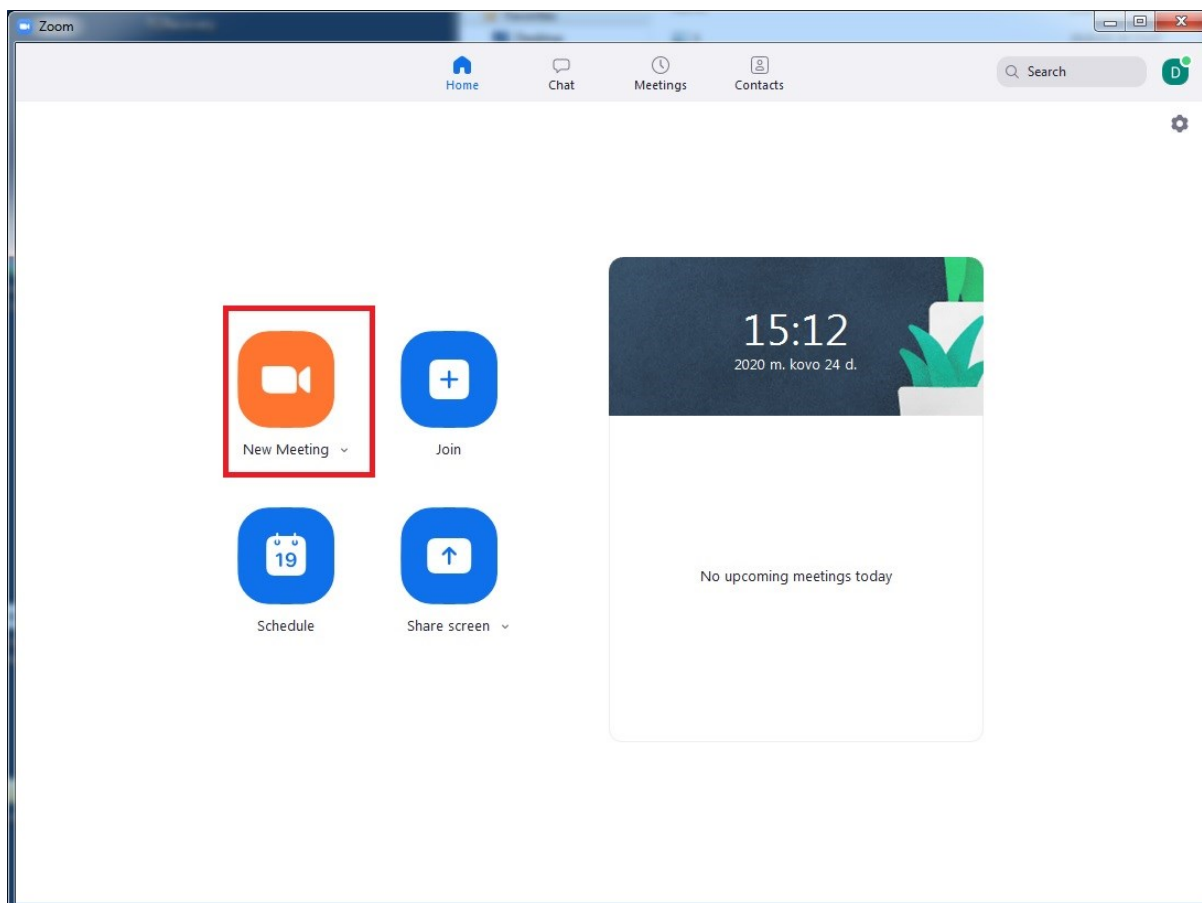 Zoom
Home
Chat
Meetings
Contacts
Search
D
New Meeting
Join
19
Schedule
Share screen
15:12
2020 m. kovo 24 d.
No upcoming meetings today